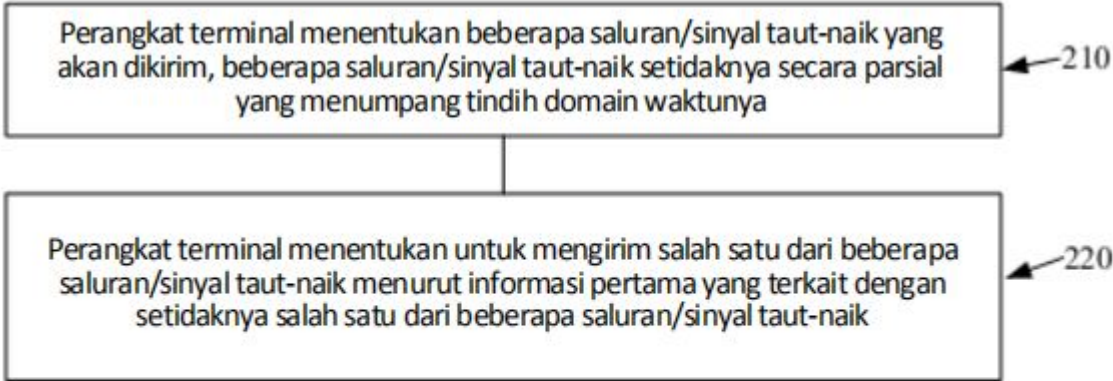 Perangkat terminal menentukan beberapa saluran/sinyal taut-naik yang
akan dikirim, beberapa saluran/sinyal taut-naik setidaknya secara parsial
yang menumpang tindih domain waktunya
210
Perangkat terminal menentukan untuk mengirim salah satu dari beberapa
saluran/sinyal taut-naik menurut informasi pertama yang terkait dengan
setidaknya salah satu dari beberapa saluran/sinyal taut-naik
220